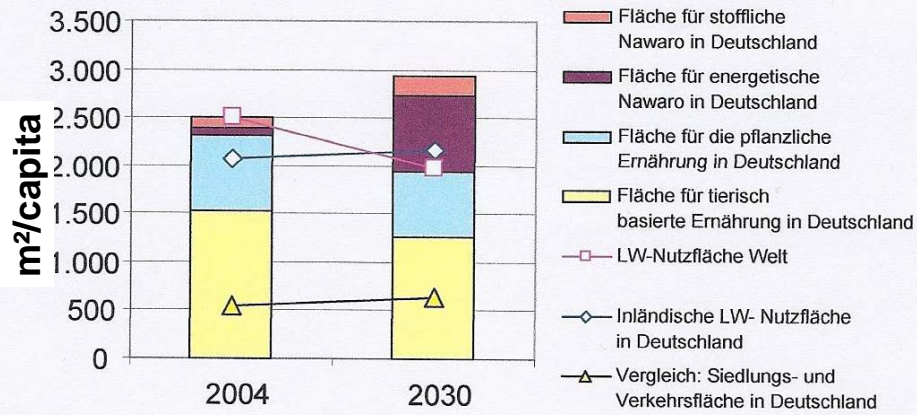 3.500
3.000
2.500
2.000
1.500
1.000
500
0
m²/capita
2004
2030
Fläche für stoffliche
Nawaro in Deutschland
Fläche für energetische
Nawaro in Deutschland
Fläche für die pflanzliche
Ernährung in Deutschland
Fläche für tierisch
basierte Ernährung in Deutschland
LW-Nutzfläche Welt
Inländische LW- Nutzfläche
in Deutschland
Vergleich: Siedlungs- und
Verkehrsfläche in Deutschland